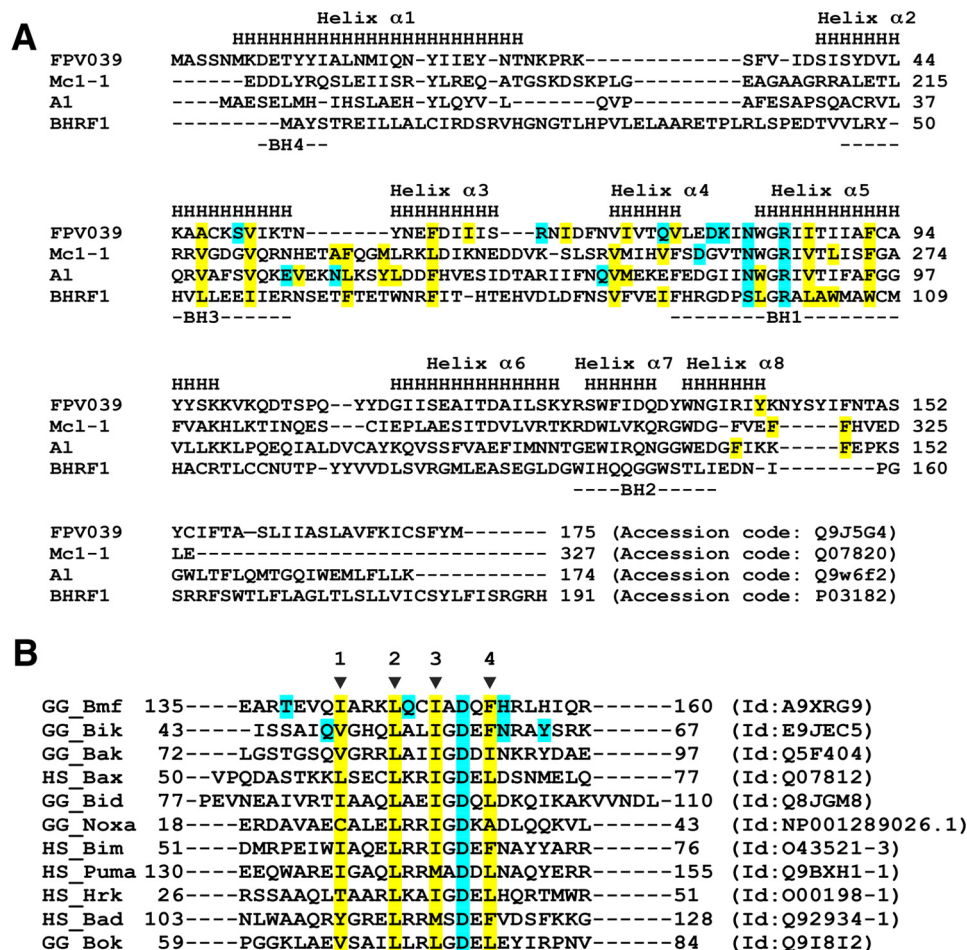 A
Helix α1 Helix α2
HHHHHHHHHHHHHHHHHHHHHHHH HHHHHHH
FPV039 MASSNMKDETYYIALNMIQN-YIIEY-NTNKPRK-------------SFV-IDSISYDVL 44
Mc1-1 ------EDDLYRQSLEIISR-YLREQ-ATGSKDSKPLG---------EAGAAGRRALETL 215
A1 ----MAESELMH-IHSLAEH-YLQYV-L-------QVP---------AFESAPSQACRVL 37
BHRF1 ---------MAYSTREILLALCIRDSRVHGNGTLHPVLELAARETPLRLSPEDTVVLRY- 50
-BH4-- -----
Helix α3 Helix α4 Helix α5
HHHHHHHHHH HHHHHHHHH HHHHHH HHHHHHHHHHHH
FPV039 KAACKSVIKTN-------YNEFDIIIS---RNIDFNVIVTQVLEDKINWGRIITIIAFCA 94
Mc1-1 RRVGDGVQRNHETAFQGMLRKLDIKNEDDVK-SLSRVMIHVFSDGVTNWGRIVTLISFGA 274
Al QRVAFSVQKEVEKNLKSYLDDFHVESIDTARIIFNQVMEKEFEDGIINWGRIVTIFAFGG 97
BHRF1 HVLLEEIIERNSETFTETWNRFIT-HTEHVDLDFNSVFVEIFHRGDPSLGRALAWMAWCM 109
-BH3------ --------BH1--------
Helix α6 Helix α7 Helix α8
HHHH HHHHHHHHHHHHHH HHHHHH HHHHHHH
FPV039 YYSKKVKQDTSPQ--YYDGIISEAITDAILSKYRSWFIDQDYWNGIRIYKNYSYIFNTAS 152
Mcl-1 FVAKHLKTINQES--CIEPLAESITDVLVRTKRDWLVKQRGWDG-FVEF-----FHVED 325
Al VLLKKLPQEQIALDVCAYKQVSSFVAEFIMNNTGEWIRQNGGWEDGFIKK-----FEPKS 152
BHRF1 HACRTLCCNUTP-YYVVDLSVRGMLEASEGLDGWIHQQGGWSTLIEDN-I-------PG 160
----BH2-----
FPV039 YCIFTA—SLIIASLAVFKICSFYM------- 175 (Accession code: Q9J5G4)
Mc1-1 LE----------------------------- 327 (Accession code: Q07820)
Al GWLTFLQMTGQIWEMLFLLK----------- 174 (Accession code: Q9w6f2)
BHRF1 SRRFSWTLFLAGLTLSLLVICSYLFISRGRH 191 (Accession code: P03182)
B
1 2 3 4
GG_Bmf 135----EARTEVQIARKLQCIADQFHRLHIQR------160 (Id:A9XRG9)
GG_Bik 43-----ISSAIQVGHQLALIGDEFNRAYSRK------67 (Id:E9JEC5)
GG_Bak 72----LGSTGSQVGRRLAIIGDDINKRYDAE------97 (Id:Q5F404)
HS_Bax 50--VPQDASTKKLSECLKRIGDELDSNMELQ------77 (Id:Q07812)
GG_Bid 77-PEVNEAIVRTIAAQLAEIGDQLDKQIKAKVVNDL-110 (Id:Q8JGM8)
GG_Noxa 18----ERDAVAECALELRRIGDKADLQQKVL------43 (Id:NP001289026.1)
HS_Bim 51----DMRPEIWIAQELRRIGDEFNAYYARR------76 (Id:O43521-3)
HS_Puma 130----EEQWAREIGAQLRRMADDLNAQYERR------155 (Id:Q9BXH1-1)
HS_Hrk 26----RSSAAQLTAARLKAIGDELHQRTMWR------51 (Id:O00198-1)
HS_Bad 103----NLWAAQRYGRELRRMSDEFVDSFKKG------128 (Id:Q92934-1)
GG_Bok 59----PGGKLAEVSAILLRLGDELEYIRPNV------84 (Id:Q9I8I2)